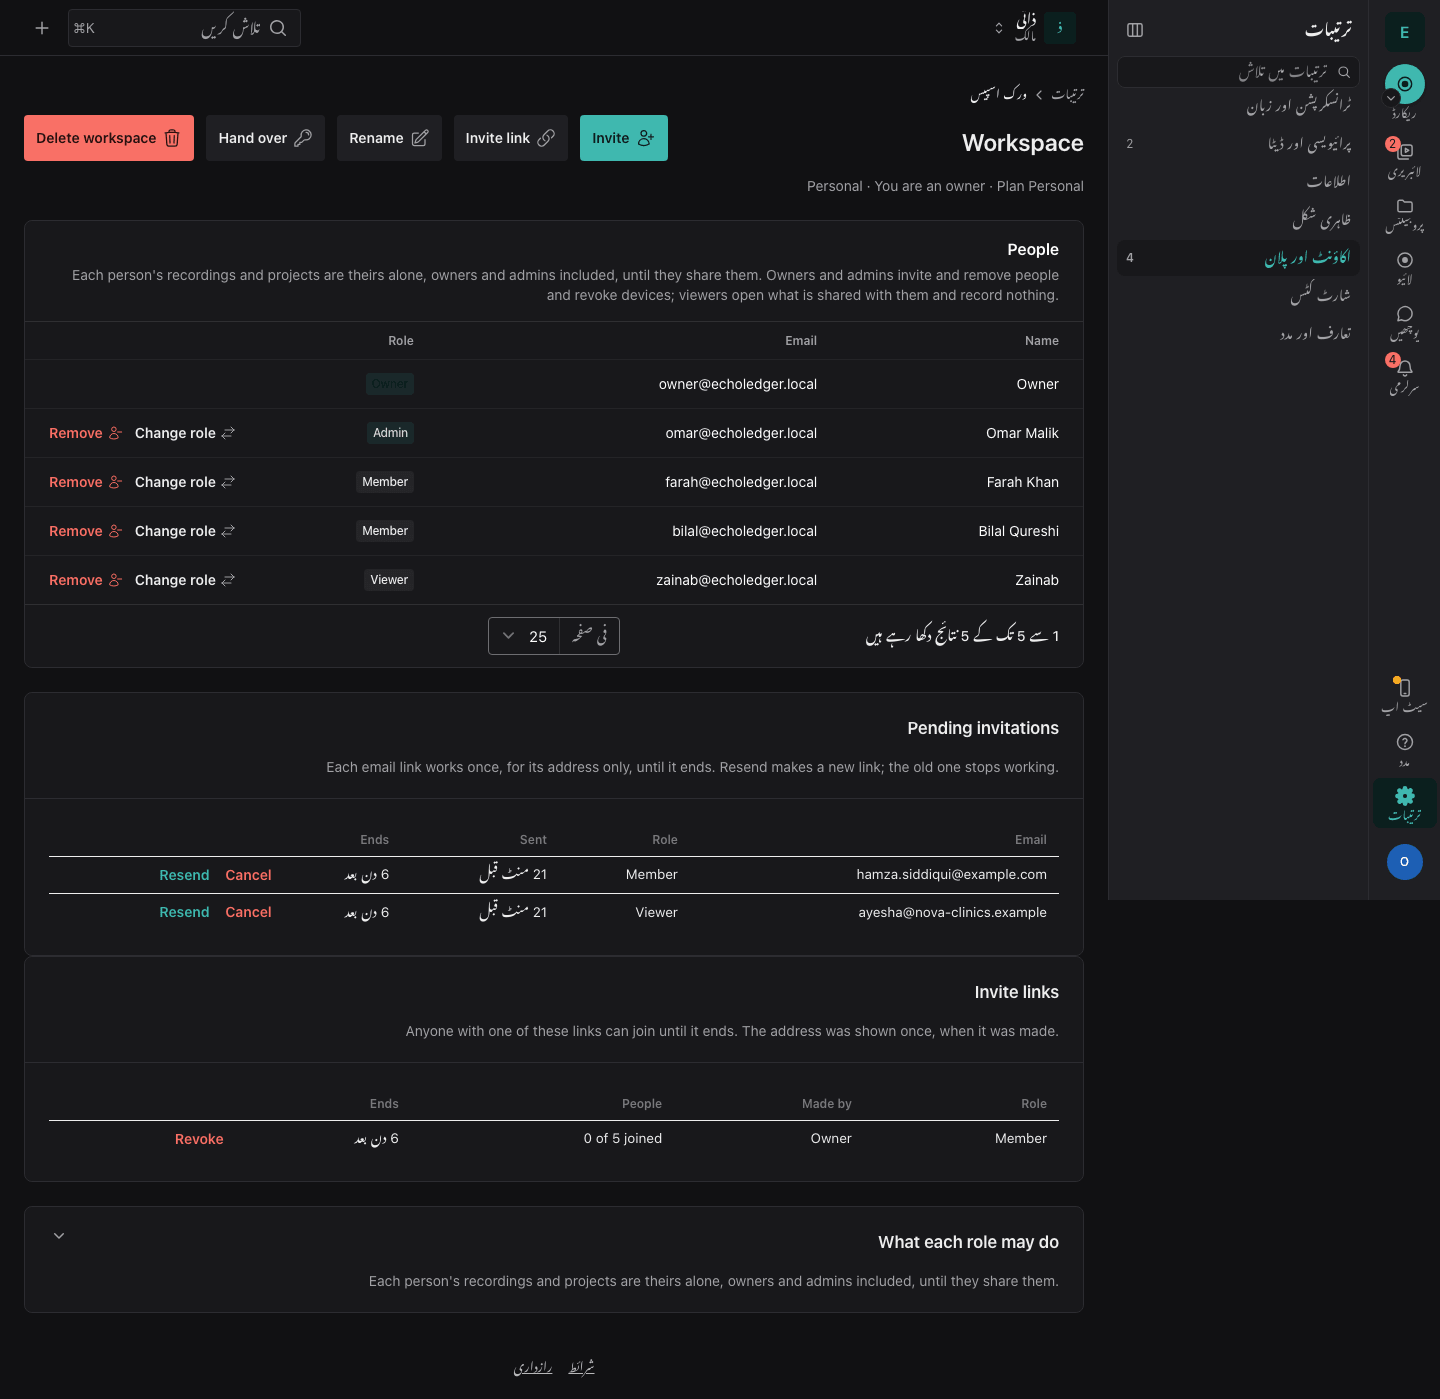 E
ریکارڈ
2
لائبریری
پروجیکٹس
لائیو
پوچھیں
4
سرگرمی
سیٹ اپ
مدد
ترتیبات
O
ترتیبات
ترتیبات میں تلاش
ٹرانسکرپشن اور زبان
پرائیویسی اور ڈیٹا 2
اطلاعات
ظاہری شکل
اکاؤنٹ اور پلان 4
شارٹ کٹس
تعارف اور مدد
ذ
ذاتی
مالک
تلاش کریں ⌘K
ترتیبات
ورک اسپیس
Workspace
Invite
Invite link
Rename
Hand over
Delete workspace
Personal · You are an owner · Plan Personal
People
Each person's recordings and projects are theirs alone, owners and admins included, until they share them. Owners and admins invite and remove people
and revoke devices; viewers open what is shared with them and record nothing.
Name Email Role
Owner owner@echoledger.local Owner
Omar Malik omar@echoledger.local Admin Change role Remove
Farah Khan farah@echoledger.local Member Change role Remove
Bilal Qureshi bilal@echoledger.local Member Change role Remove
Zainab zainab@echoledger.local Viewer Change role Remove
1 سے 5 تک کے 5 نتائج دکھا رہے ہیں
فی صفحہ 25
Pending invitations
Each email link works once, for its address only, until it ends. Resend makes a new link; the old one stops working.
Email Role Sent Ends
hamza.siddiqui@example.com Member 21 منٹ قبل 6 دن بعد Cancel Resend
ayesha@nova-clinics.example Viewer 21 منٹ قبل 6 دن بعد Cancel Resend
Invite links
Anyone with one of these links can join until it ends. The address was shown once, when it was made.
Role Made by People Ends
Member Owner 0 of 5 joined 6 دن بعد Revoke
What each role may do
Each person's recordings and projects are theirs alone, owners and admins included, until they share them.
شرائط رازداری